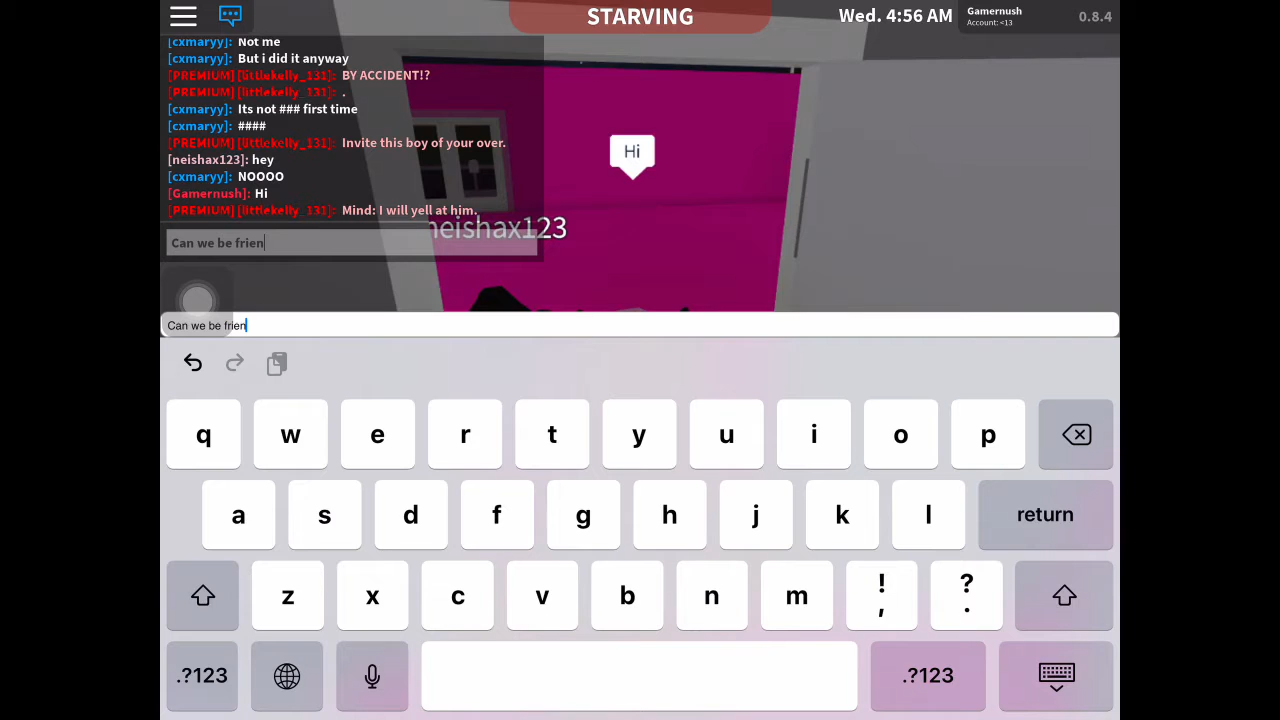 STARVING
Wed. 4:56 AM
Gamernush
Account: <13
0.8.4
[cxmaryy]: Not me
[cxmaryy]: But i did it anyway
[PREMIUM] [littlekelly_131]: BY ACCIDENT!?
[PREMIUM] [littlekelly_131]: .
[cxmaryy]: Its not ### first time
[cxmaryy]: ####
[PREMIUM] [littlekelly_131]: Invite this boy of your over.
[neishax123]: hey
[cxmaryy]: NOOOO
[Gamernush]: Hi
[PREMIUM] [littlekelly_131]: Mind: I will yell at him.
Hi
neishax123
Can we be frien
Can we be frien
q w e r t y u i o p
a s d f g h j k l return
z x c v b n m ! , ? .
.?123 .?123